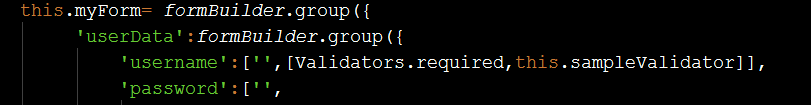 this.myForm= formBuilder.group({
'userData':formBuilder.group({
'username':['',[Validators.required,this.sampleValidator]],
'password':['',